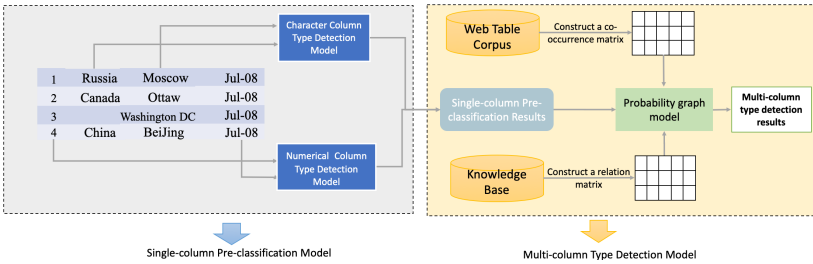 Character Column
Type Detection
Model
1 Russia Moscow Jul-08
2 Canada Ottaw Jul-08
3 Washington DC Jul-08
4 China BeiJing Jul-08
Numerical Column
Type Detection
Model
Single-column Pre-classification Model
Web Table
Corpus
Construct a co-
occurrence matrix
Single-column Pre-
classification Results
Probability graph
model
Multi-column
type detection
results
Knowledge
Base
Construct a relation
matrix
Multi-column Type Detection Model